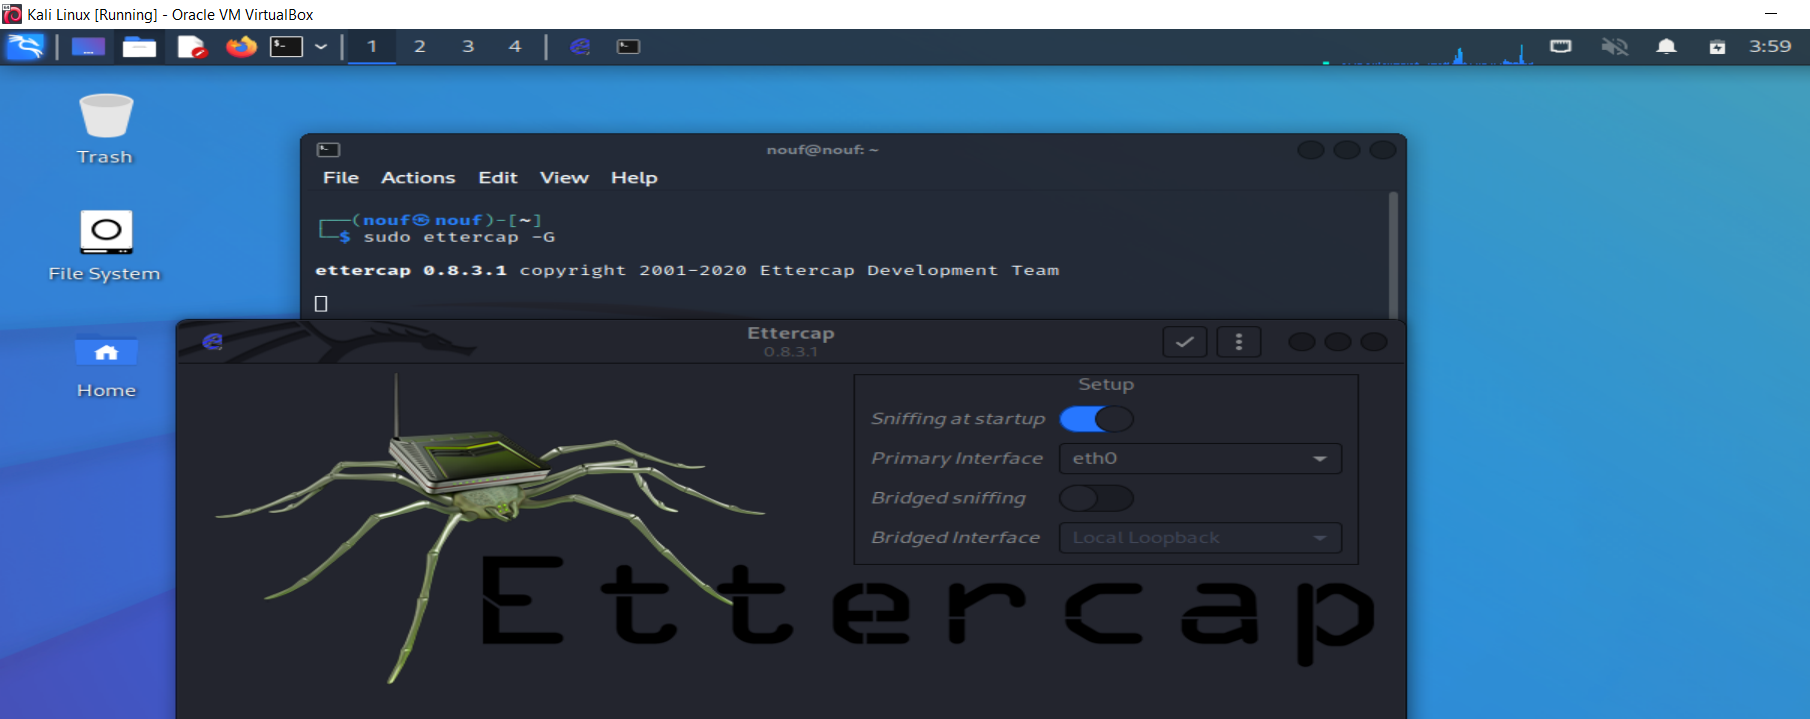 Kali Linux [Running] - Oracle VM VirtualBox
1 2 3 4
3:59
Trash
File System
Home
nouf@nouf: ~
File Actions Edit View Help
┌──(nouf㉿nouf)-[~]
└─$ sudo ettercap -G
ettercap 0.8.3.1 copyright 2001-2020 Ettercap Development Team
Ettercap
0.8.3.1
Setup
Sniffing at startup
Primary Interface eth0
Bridged sniffing
Bridged Interface Local Loopback
Ettercap